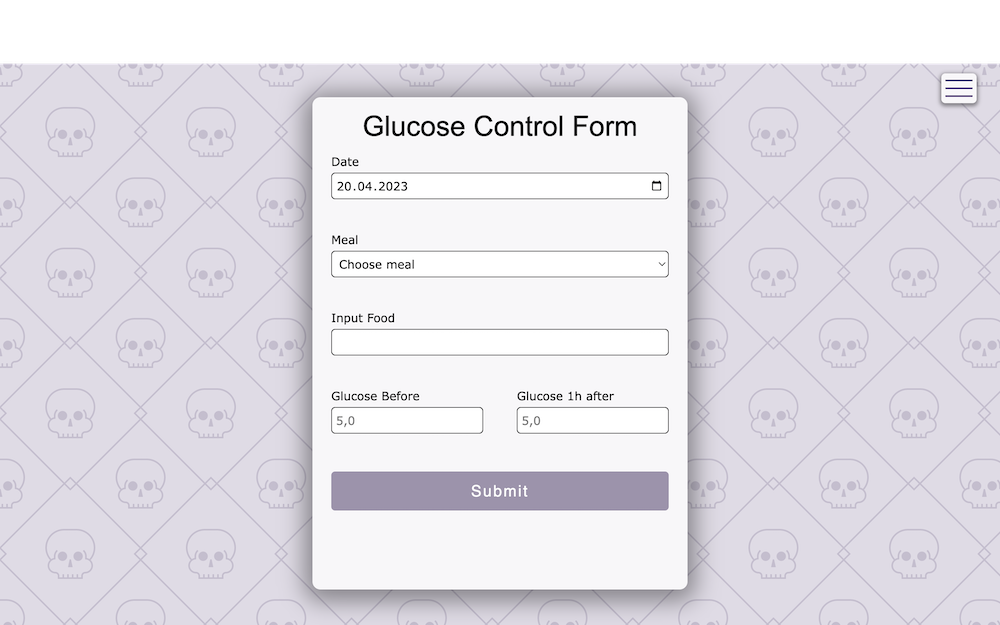 Glucose Control Form
Date
20.04.2023
Meal
Choose meal
Input Food
Glucose Before
Glucose 1h after
5,0
5,0
Submit